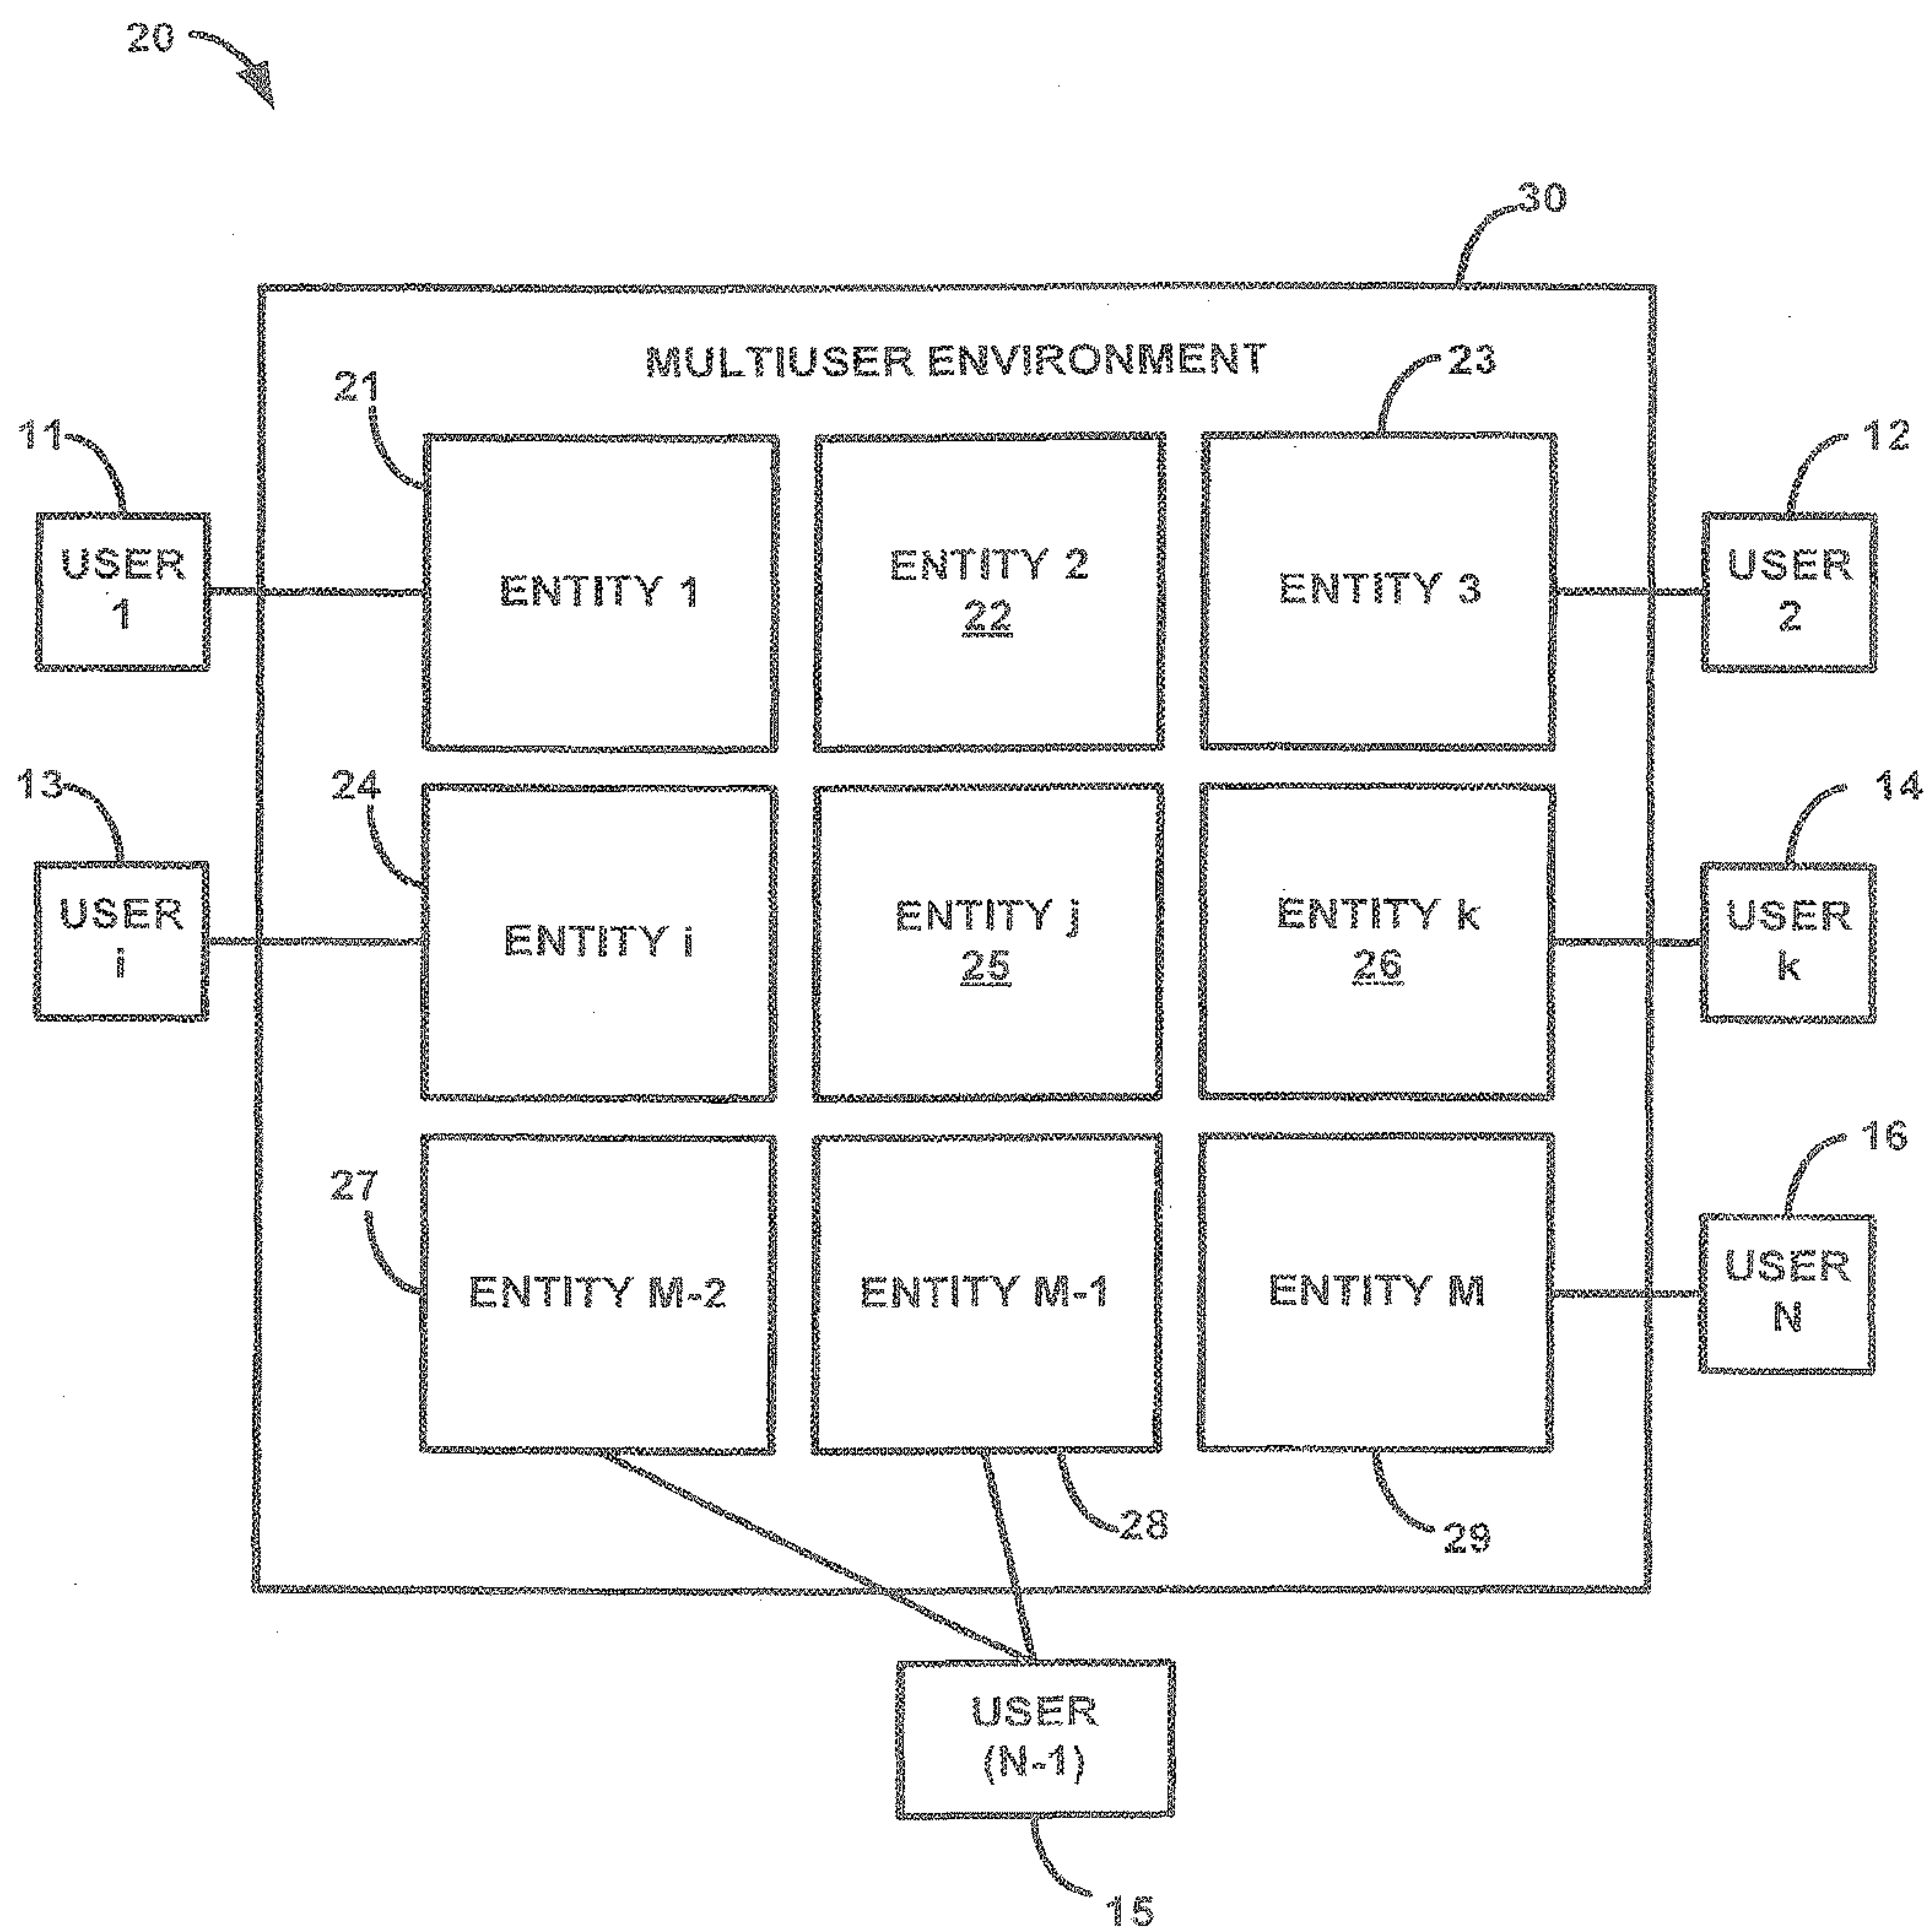 20
30
MULTIUSER ENVIRONMENT
21
23
11
12
USER
1
ENTITY 1
ENTITY 2
22
ENTITY 3
USER
2
13
24
14
USER
i
ENTITY i
ENTITY j
25
ENTITY k
26
USER
k
27
16
ENTITY M-2
ENTITY M-1
ENTITY M
USER
N
28
29
USER
(N-1)
15